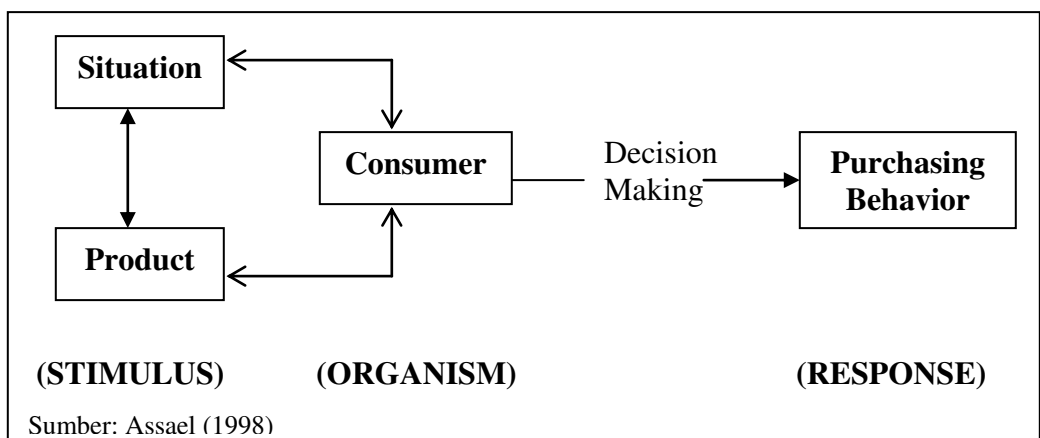 Situation
Consumer
Decision
Making
Purchasing
Behavior
Product
(STIMULUS)
(ORGANISM)
(RESPONSE)
Sumber: Assael (1998)